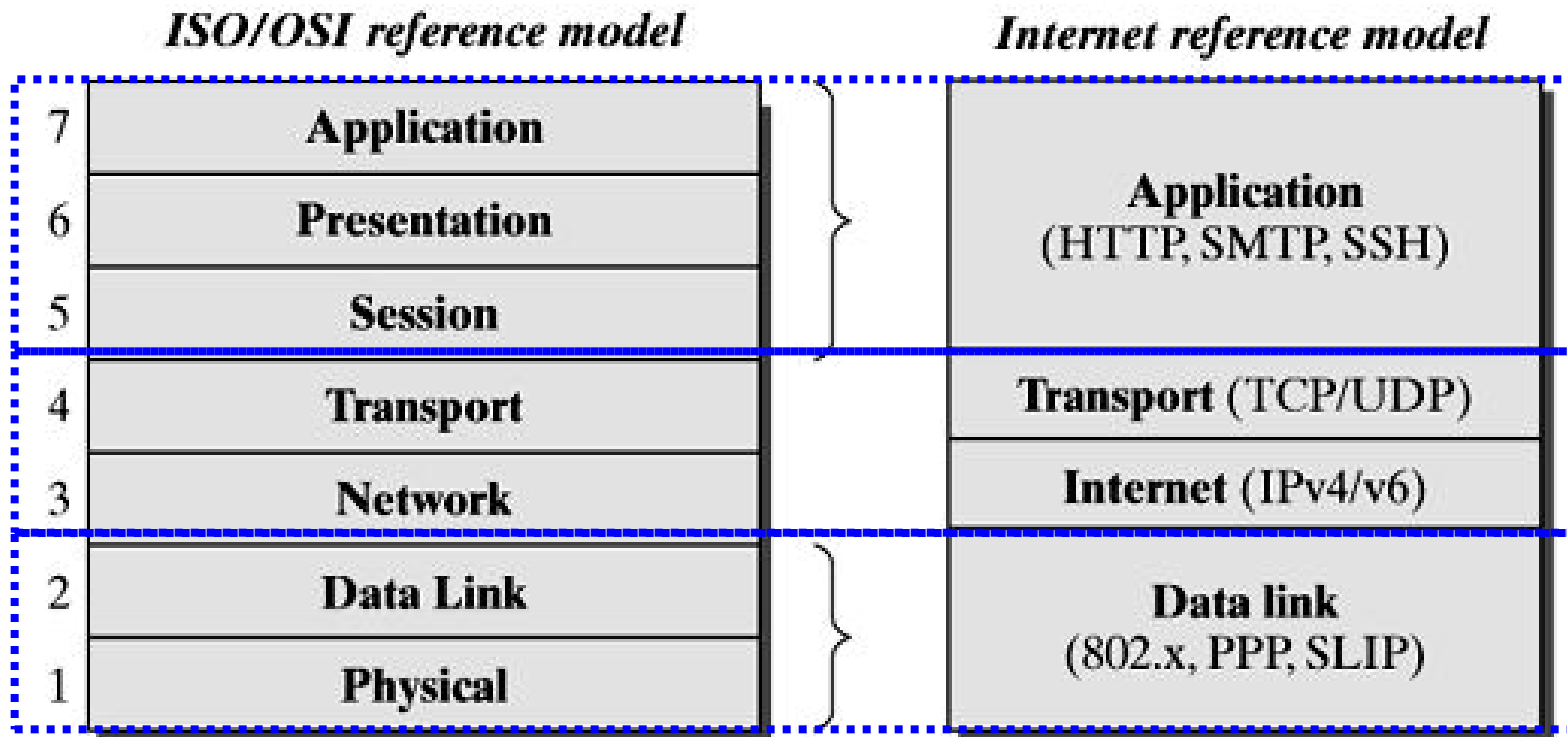 ISO/OSI reference model
Internet reference model
7 Application
6 Presentation
5 Session
4 Transport
3 Network
2 Data Link
1 Physical
Application
(HTTP, SMTP, SSH)
Transport (TCP/UDP)
Internet (IPv4/v6)
Data link
(802.x, PPP, SLIP)